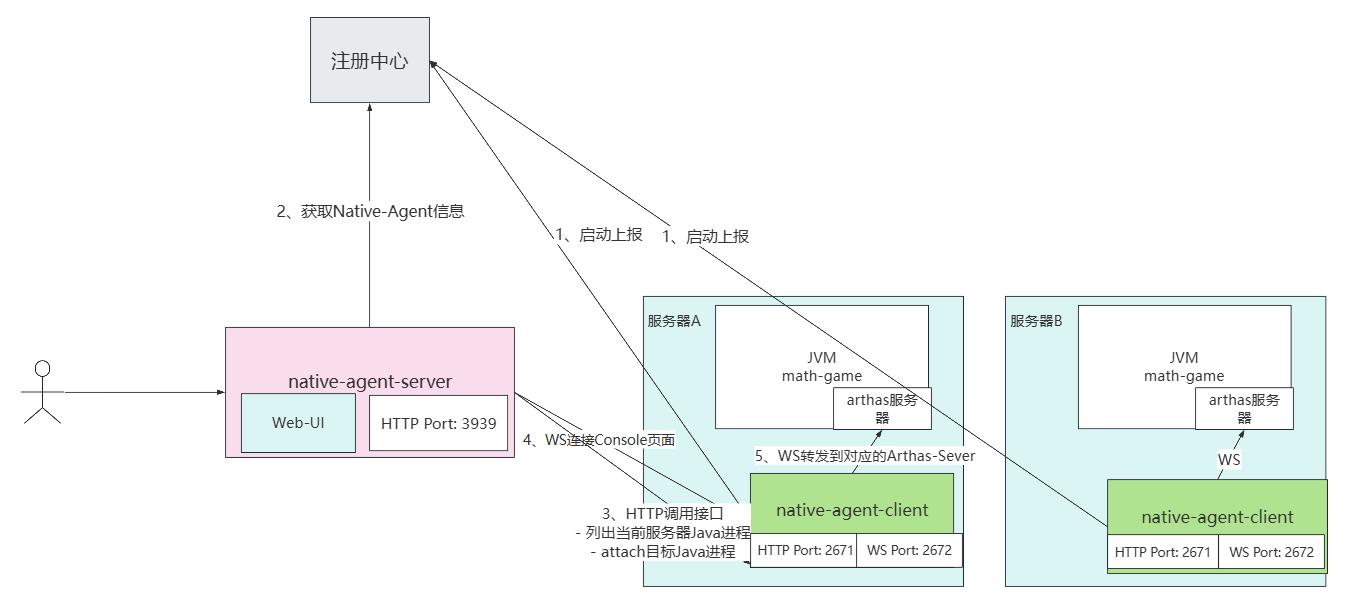 注册中心
2、获取Native-Agent信息
1、启动上报
1、启动上报
native-agent-server
Web-UI
HTTP Port: 3939
4、WS连接Console页面
3、HTTP调用接口
- 列出当前服务器Java进程
- attach目标Java进程
服务器A
JVM
math-game
arthas服务
器
5、WS转发到对应的Arthas-Sever
native-agent-client
HTTP Port: 2671
WS Port: 2672
服务器B
JVM
math-game
arthas服务
器
WS
native-agent-client
HTTP Port: 2671
WS Port: 2672